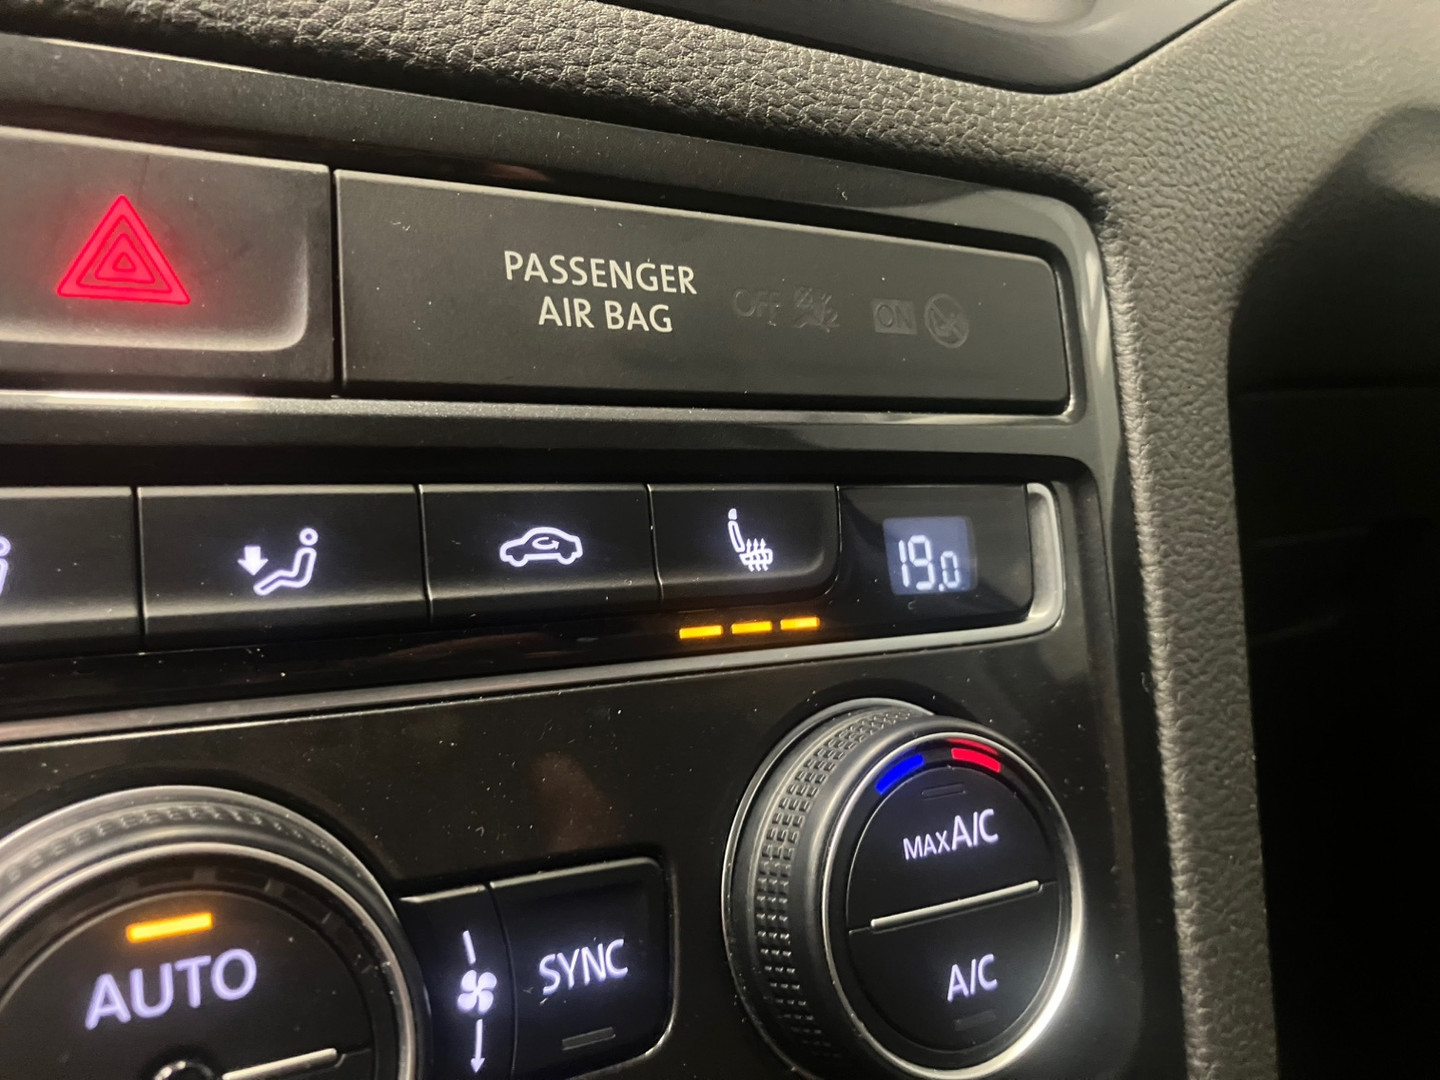 PASSENGER
AIR BAG
OFF
ON
19.0
MAX A/C
A/C
AUTO
SYNC